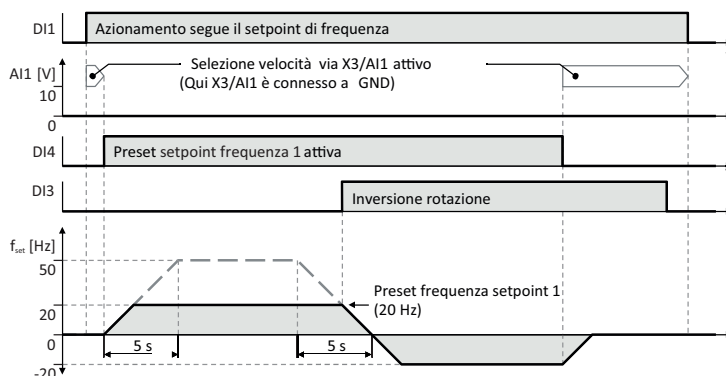 DI1
Azionamento segue il setpoint di frequenza
AI1 [V]
Selezione velocità via X3/AI1 attivo
(Qui X3/AI1 è connesso a GND)
10
0
DI4
Preset setpoint frequenza 1 attiva
DI3
Inversione rotazione
fset [Hz]
50
Preset frequenza setpoint 1
(20 Hz)
20
0
5 s
5 s
-20